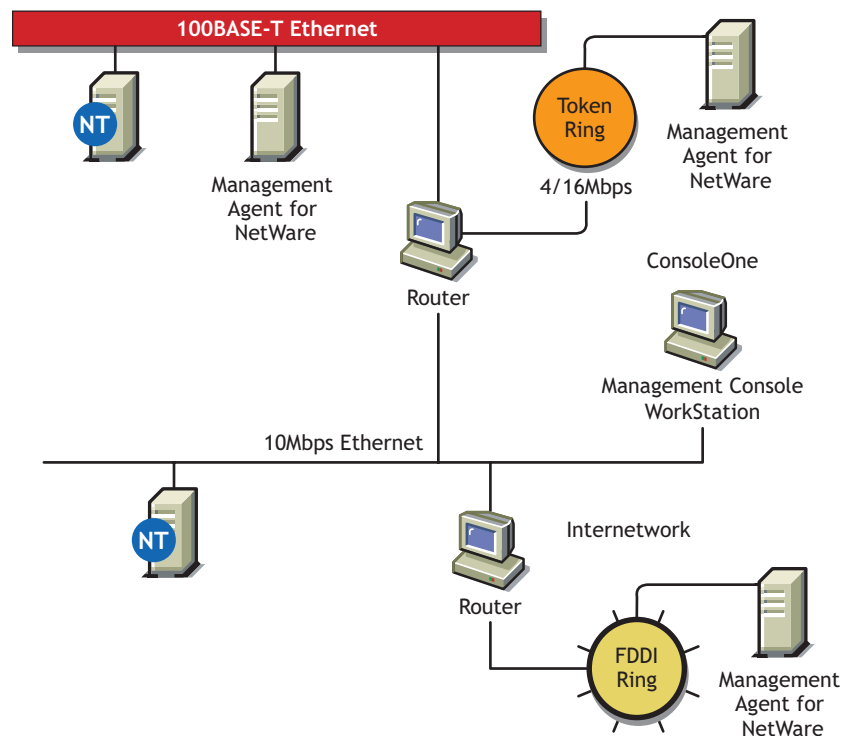 100BASE-T Ethernet
NT
Management
Agent for
NetWare
Token
Ring
4/16Mbps
Management
Agent for
NetWare
Router
ConsoleOne
Management Console
WorkStation
10Mbps Ethernet
NT
Router
Internetwork
FDDI
Ring
Management
Agent for
NetWare